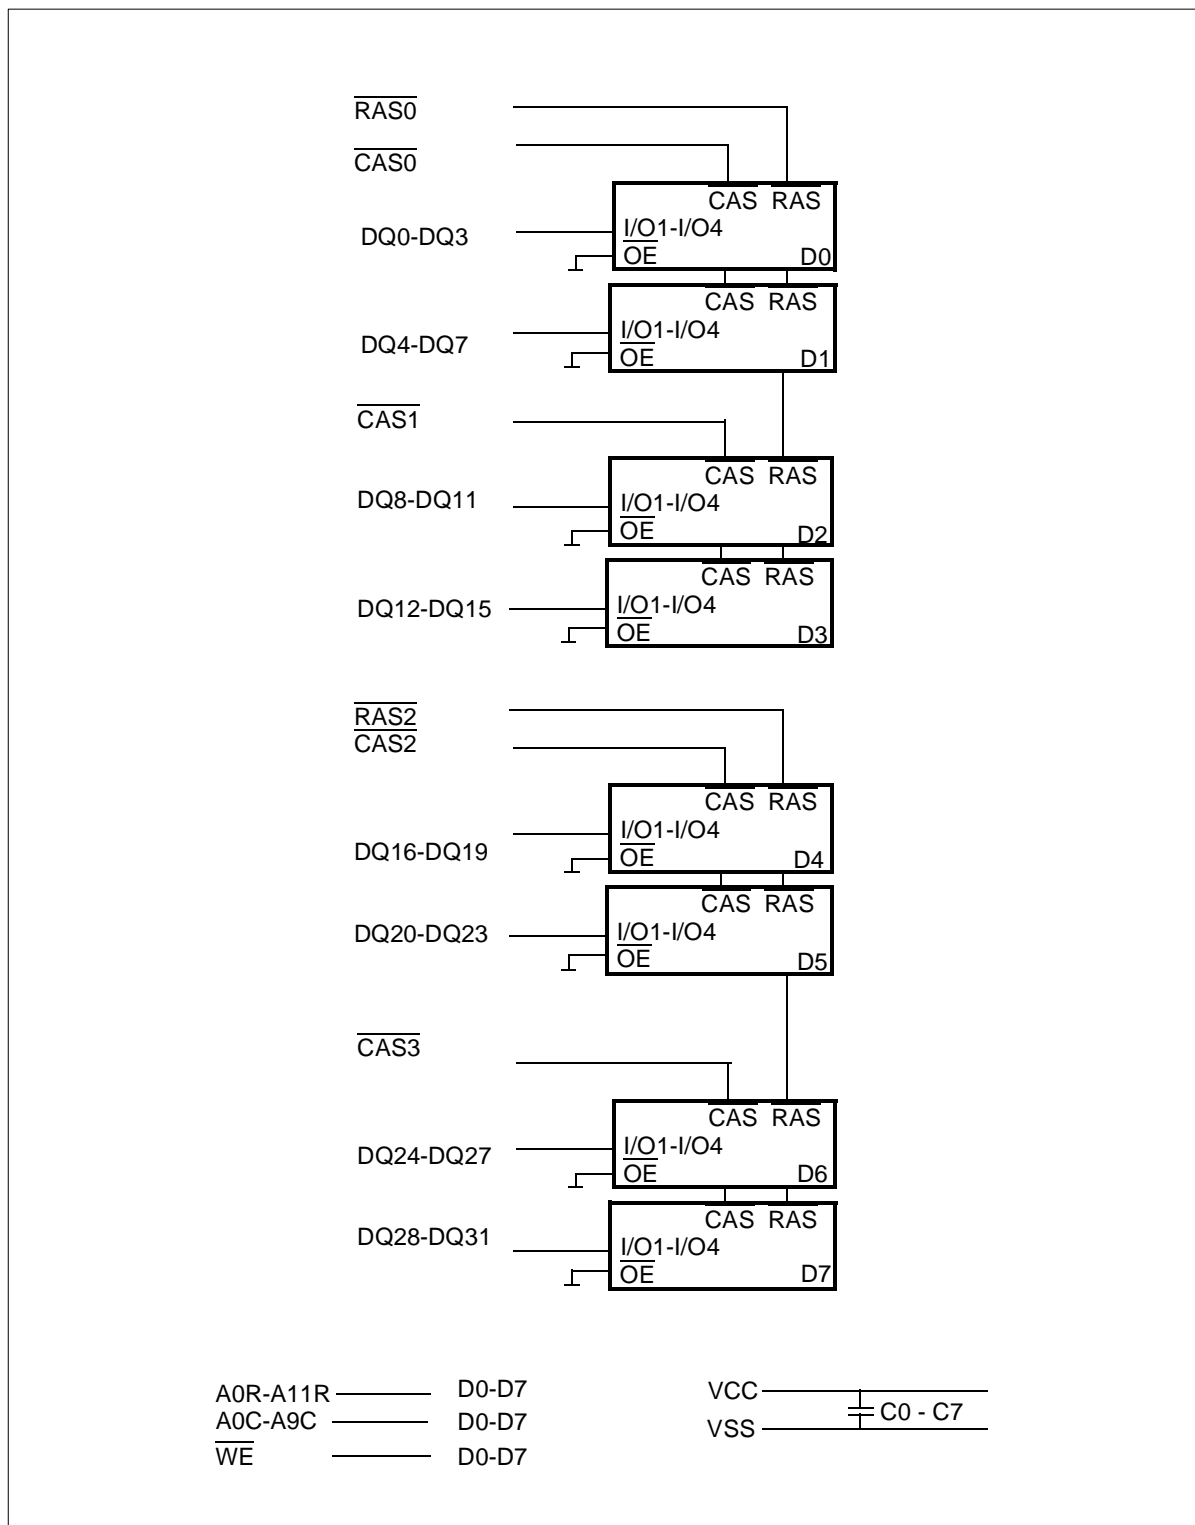 RAS0
CAS0
CAS RAS
I/O1-I/O4
DQ0-DQ3
OE
D0
CAS RAS
I/O1-I/O4
DQ4-DQ7
OE
D1
CAS1
CAS RAS
DQ8-DQ11
I/O1-I/O4
OE
D2
CAS RAS
DQ12-DQ15
I/O1-I/O4
OE
D3
RAS2
CAS2
CAS RAS
I/O1-I/O4
DQ16-DQ19
OE
D4
CAS RAS
DQ20-DQ23
I/O1-I/O4
OE
D5
CAS3
CAS RAS
DQ24-DQ27
I/O1-I/O4
OE
D6
CAS RAS
DQ28-DQ31
I/O1-I/O4
OE
D7
A0R-A11R D0-D7
A0C-A9C D0-D7
WE D0-D7
VCC
C0 - C7
VSS